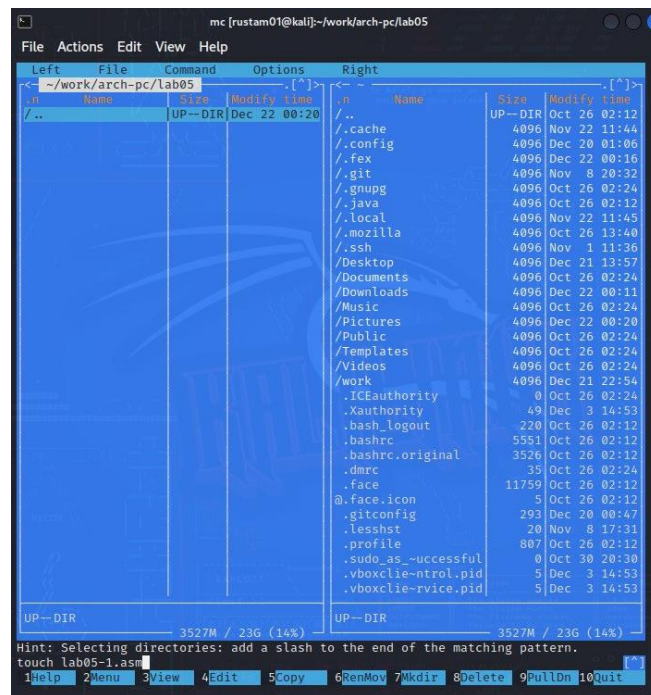 mc [rustam01@kali]:~/work/arch-pc/lab05
File Actions Edit View Help
Left File Command Options Right
<- ~/work/arch-pc/lab05 .[^]> <- ~ .[^]>
.n Name Size Modify time .n Name Size Modify time
/.. UP--DIR Dec 22 00:20 /.. UP--DIR Oct 26 02:12
/.cache 4096 Nov 22 11:44
/.config 4096 Dec 20 01:06
/.fex 4096 Dec 22 00:16
/.git 4096 Nov 8 20:32
/.gnupg 4096 Oct 26 02:24
/.java 4096 Oct 26 02:12
/.local 4096 Nov 22 11:45
/.mozilla 4096 Oct 26 13:40
/.ssh 4096 Nov 1 11:36
/Desktop 4096 Dec 21 13:57
/Documents 4096 Oct 26 02:24
/Downloads 4096 Dec 22 00:11
/Music 4096 Oct 26 02:24
/Pictures 4096 Dec 22 00:20
/Public 4096 Oct 26 02:24
/Templates 4096 Oct 26 02:24
/Videos 4096 Oct 26 02:24
/work 4096 Dec 21 22:54
.ICEauthority 0 Oct 26 02:24
.Xauthority 49 Dec 3 14:53
.bash_logout 220 Oct 26 02:12
.bashrc 5551 Oct 26 02:12
.bashrc.original 3526 Oct 26 02:12
.dmrc 35 Oct 26 02:24
.face 11759 Oct 26 02:12
@.face.icon 5 Oct 26 02:12
.gitconfig 293 Dec 20 00:47
.lesshst 20 Nov 8 17:31
.profile 807 Oct 26 02:12
.sudo_as_~uccessful 0 Oct 30 20:30
.vboxclie~ntrol.pid 5 Dec 3 14:53
.vboxclie~rvice.pid 5 Dec 3 14:53
UP--DIR UP--DIR
3527M / 23G (14%) 3527M / 23G (14%)
Hint: Selecting directories: add a slash to the end of the matching pattern.
touch lab05-1.asm [^]
1Help 2Menu 3View 4Edit 5Copy 6RenMov 7Mkdir 8Delete 9PullDn 10Quit